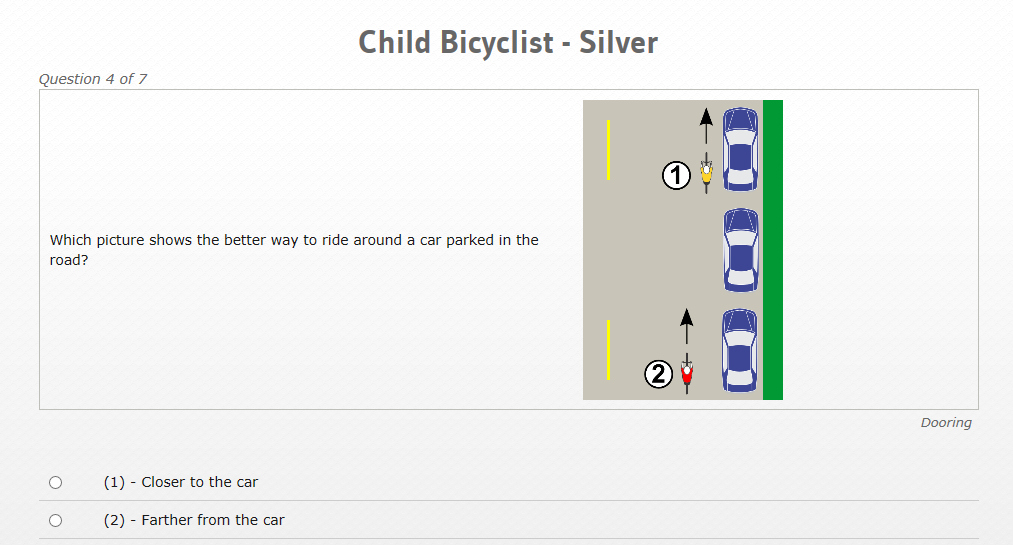 Child Bicyclist - Silver
Question 4 of 7
Which picture shows the better way to ride around a car parked in the
road?
1
2
Dooring
(1) - Closer to the car
(2) - Farther from the car